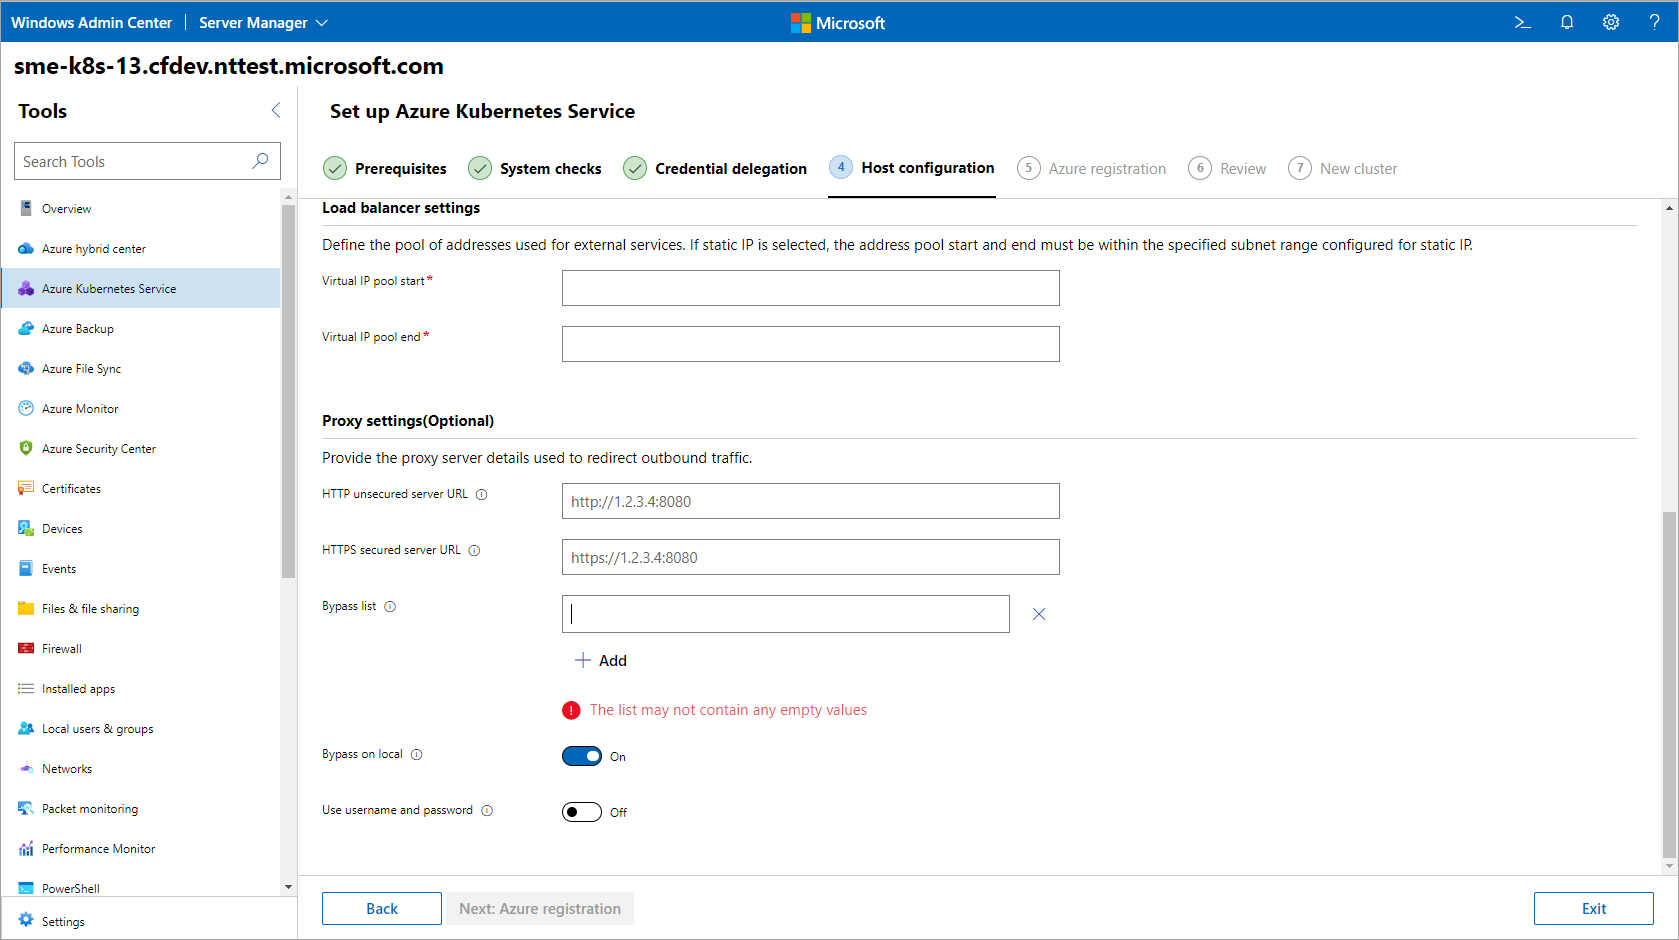 Windows Admin Center | Server Manager
Microsoft
sme-k8s-13.cfdev.nttest.microsoft.com
Tools
Search Tools
Overview
Azure hybrid center
Azure Kubernetes Service
Azure Backup
Azure File Sync
Azure Monitor
Azure Security Center
Certificates
Devices
Events
Files & file sharing
Firewall
Installed apps
Local users & groups
Networks
Packet monitoring
Performance Monitor
PowerShell
Settings
Set up Azure Kubernetes Service
Prerequisites System checks Credential delegation 4 Host configuration 5 Azure registration 6 Review 7 New cluster
Load balancer settings
Define the pool of addresses used for external services. If static IP is selected, the address pool start and end must be within the specified subnet range configured for static IP.
Virtual IP pool start *
Virtual IP pool end *
Proxy settings(Optional)
Provide the proxy server details used to redirect outbound traffic.
HTTP unsecured server URL http://1.2.3.4:8080
HTTPS secured server URL https://1.2.3.4:8080
Bypass list
Add
The list may not contain any empty values
Bypass on local On
Use username and password Off
Back Next: Azure registration Exit